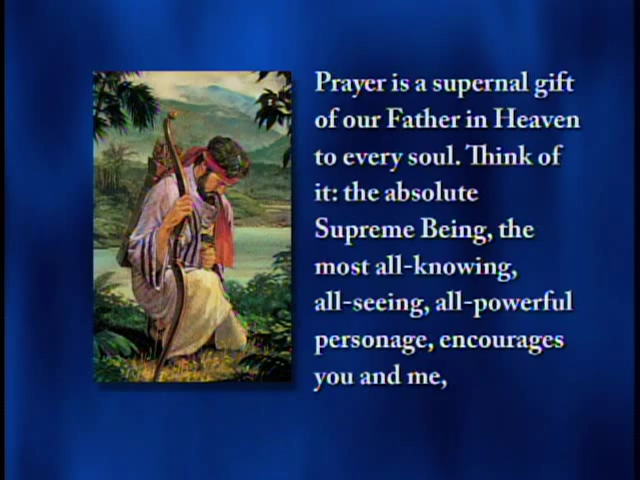 Prayer is a supernal gift
of our Father in Heaven
to every soul. Think of
it: the absolute
Supreme Being, the
most all-knowing,
all-seeing, all-powerful
personage, encourages
you and me,